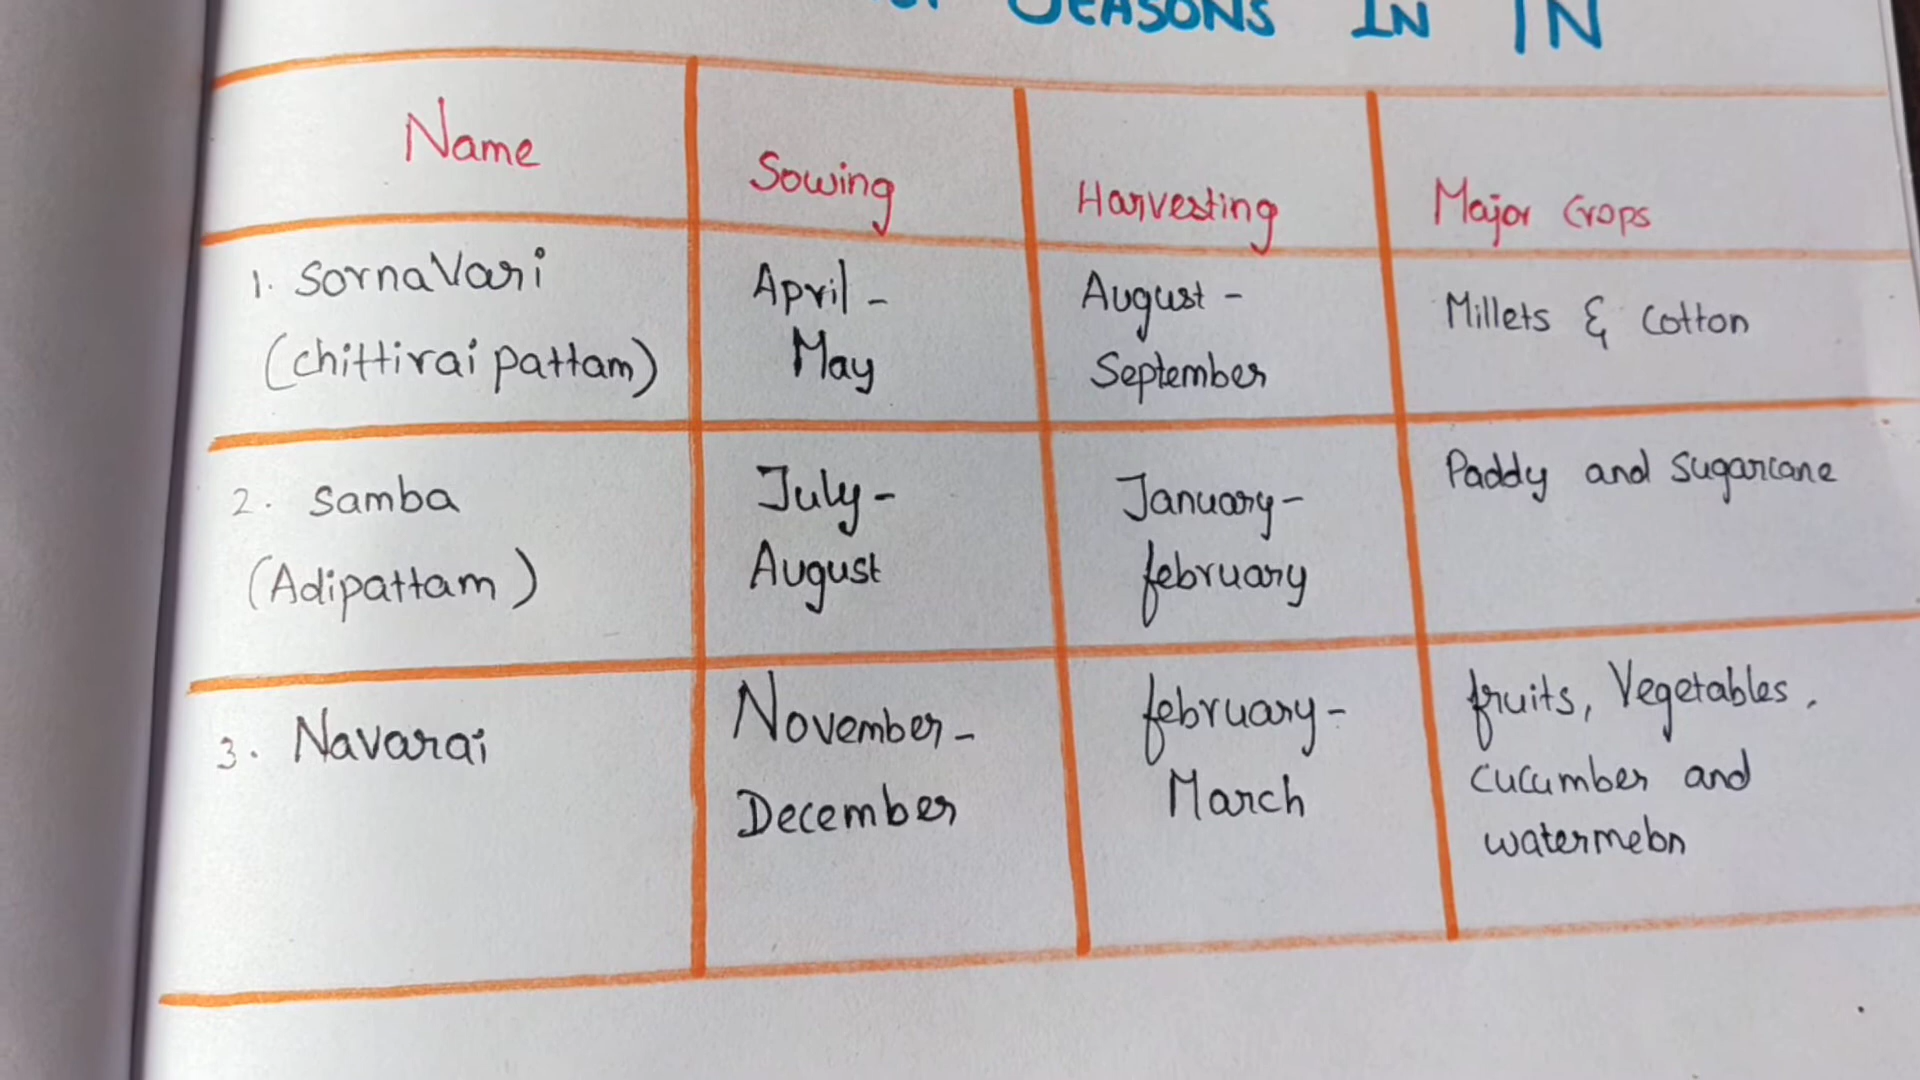 SEASONS IN TN
Name Sowing Harvesting Major Crops
1. SornaVari April - August - Millets & Cotton
(chittirai pattam) May September
2. Samba July - January - Paddy and Sugarcane
(Adipattam) August february
3. Navarai November - february - fruits, Vegetables,
December March cucumber and
watermelon